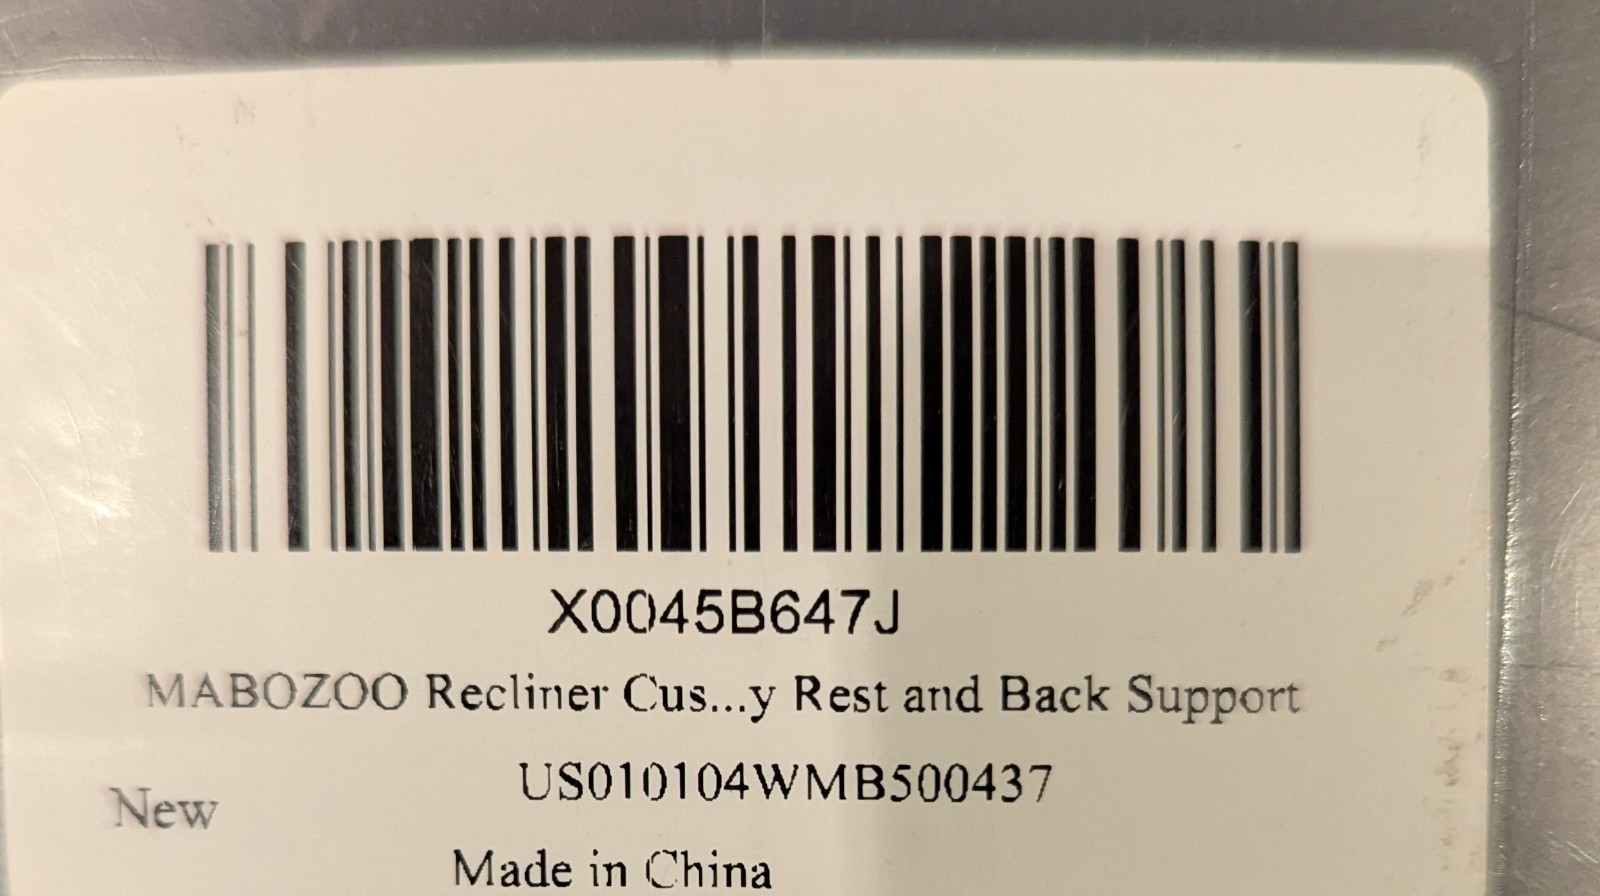 X0045B647J
MABOZOO Recliner Cus...y Rest and Back Support
US010104WMB500437
New
Made in China